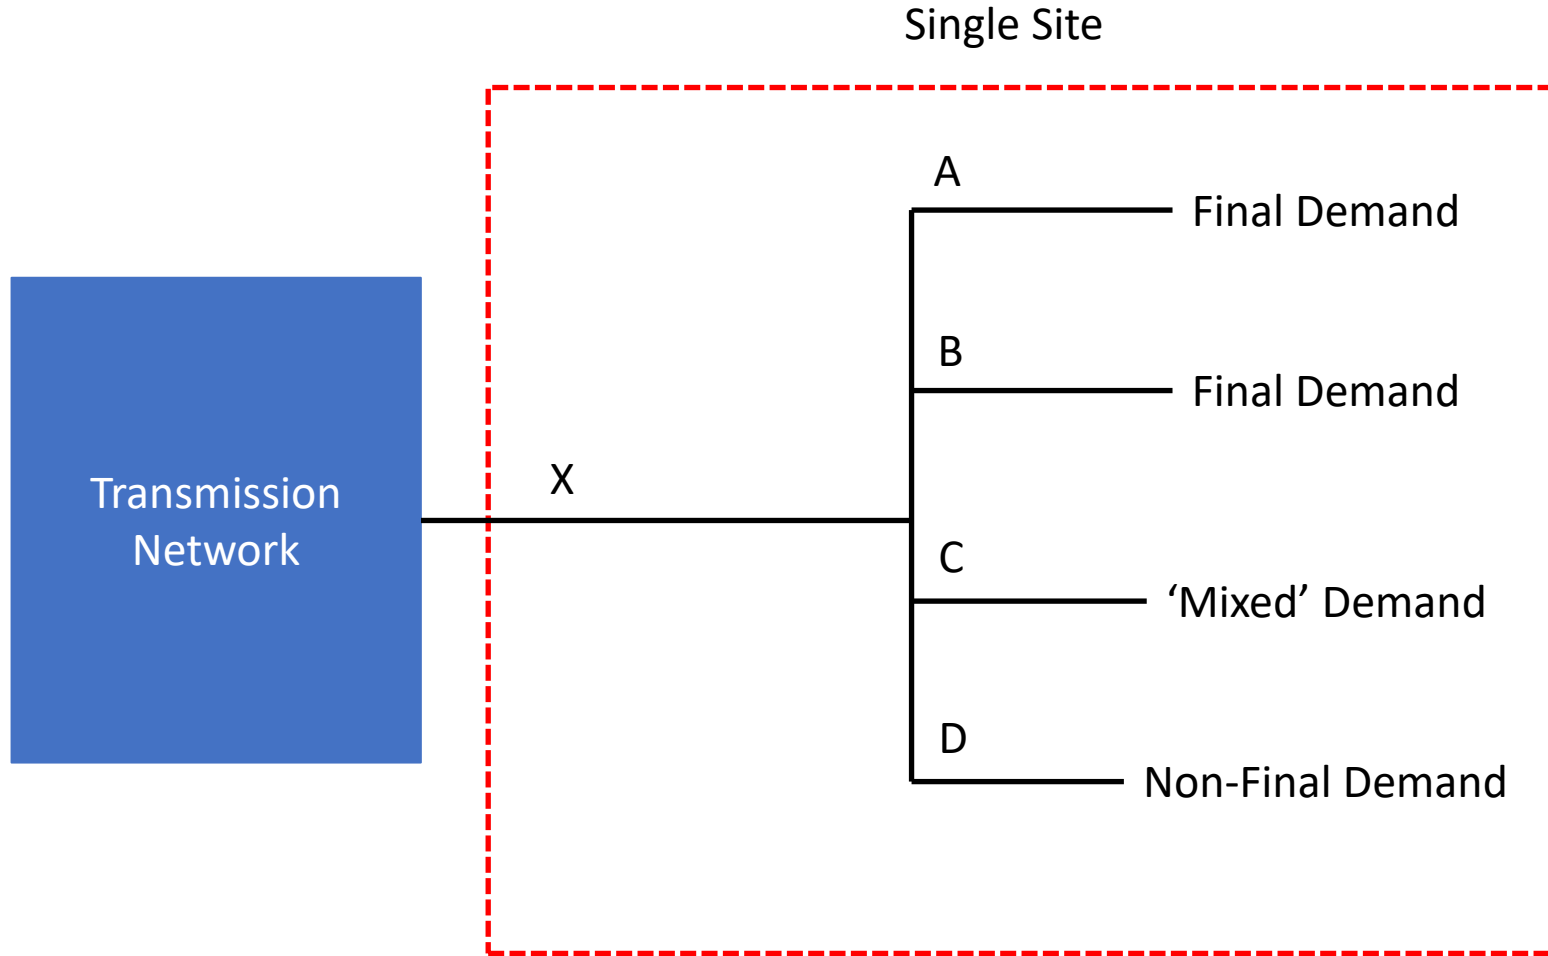 Single Site
A
Final Demand
B
Final Demand
X
Transmission
Network
C
‘Mixed’ Demand
D
Non-Final Demand